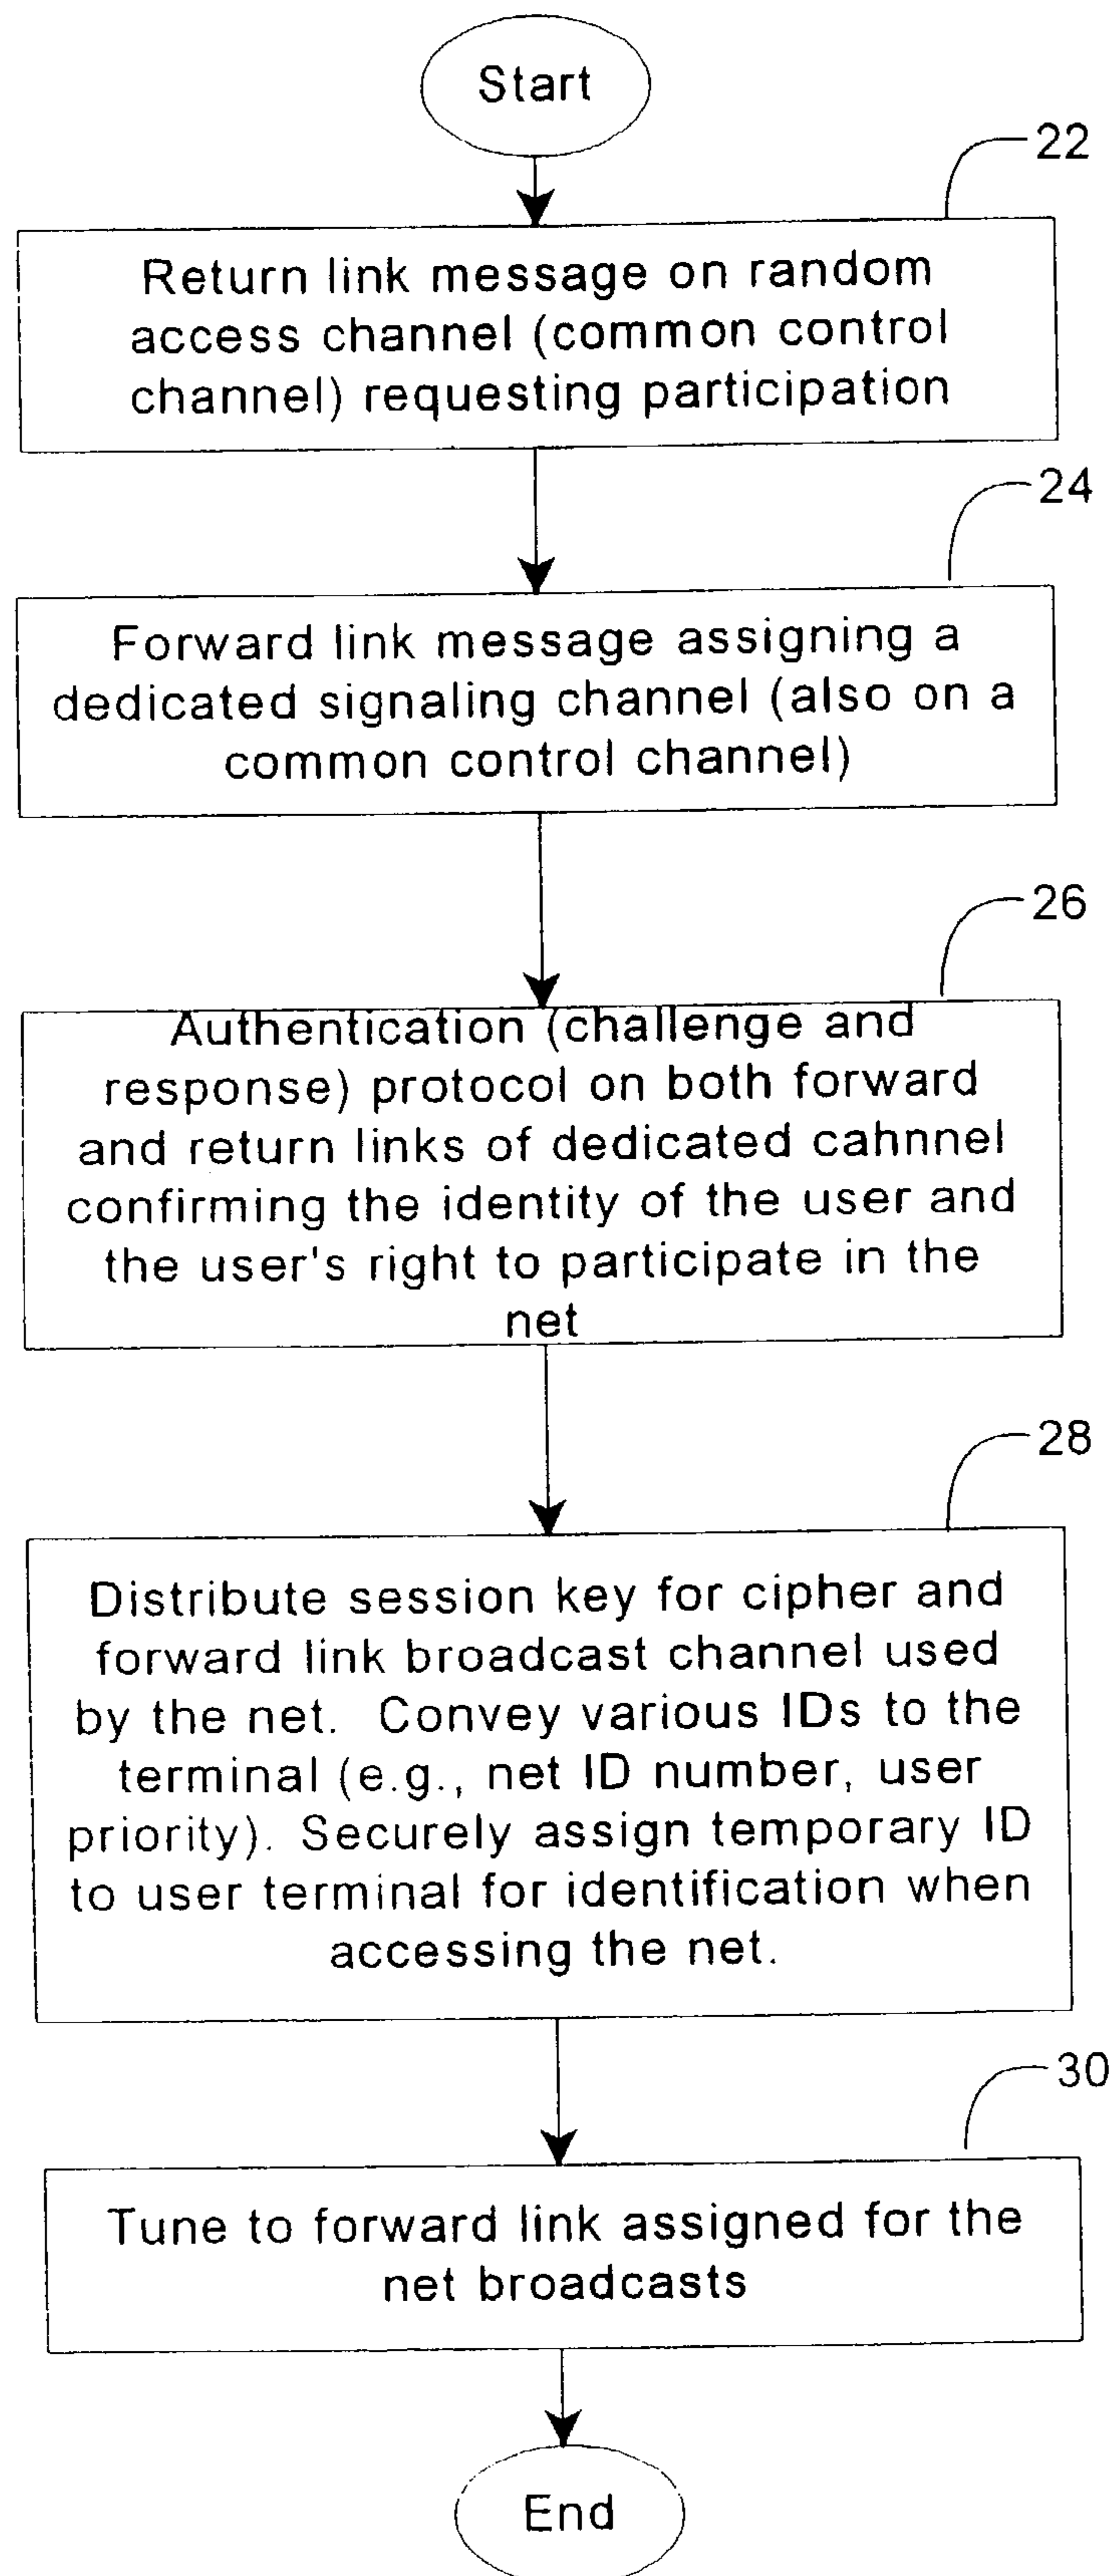 Start
22
Return link message on random
access channel (common control
channel) requesting participation
24
Forward link message assigning a
dedicated signaling channel (also on a
common control channel)
26
Authentication (challenge and
response) protocol on both forward
and return links of dedicated cahnnel
confirming the identity of the user and
the user's right to participate in the
net
28
Distribute session key for cipher and
forward link broadcast channel used
by the net. Convey various IDs to the
terminal (e.g., net ID number, user
priority). Securely assign temporary ID
to user terminal for identification when
accessing the net.
30
Tune to forward link assigned for the
net broadcasts
End